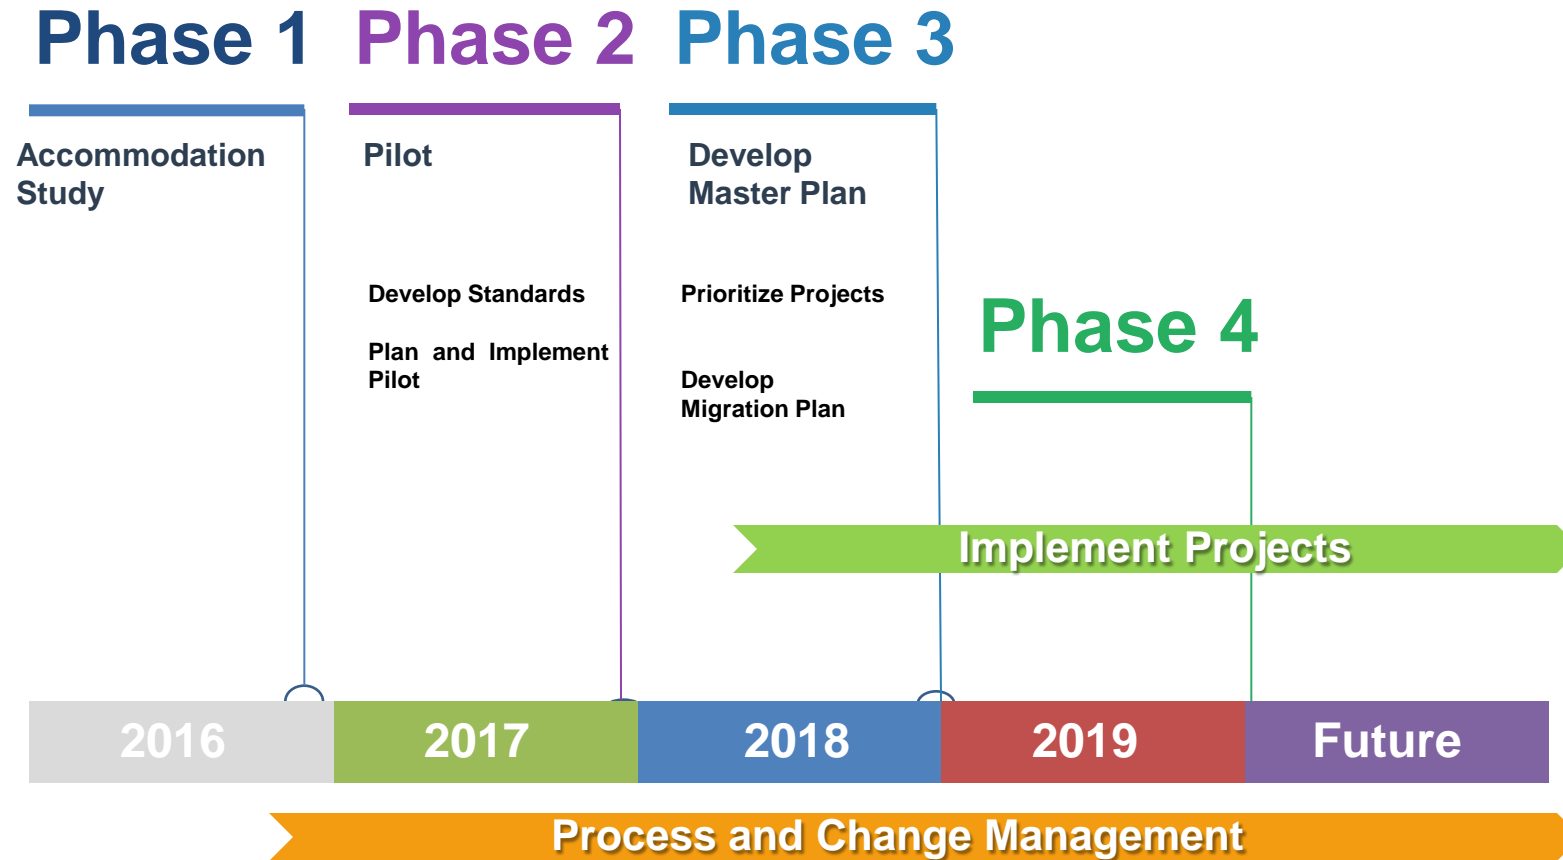 Phase 1
Phase 2
Phase 3
Accommodation
Study
Pilot
Develop
Master Plan
Develop Standards
Plan and Implement
Pilot
Prioritize Projects
Develop
Migration Plan
Phase 4
Implement Projects
2016
2017
2018
2019
Future
Process and Change Management